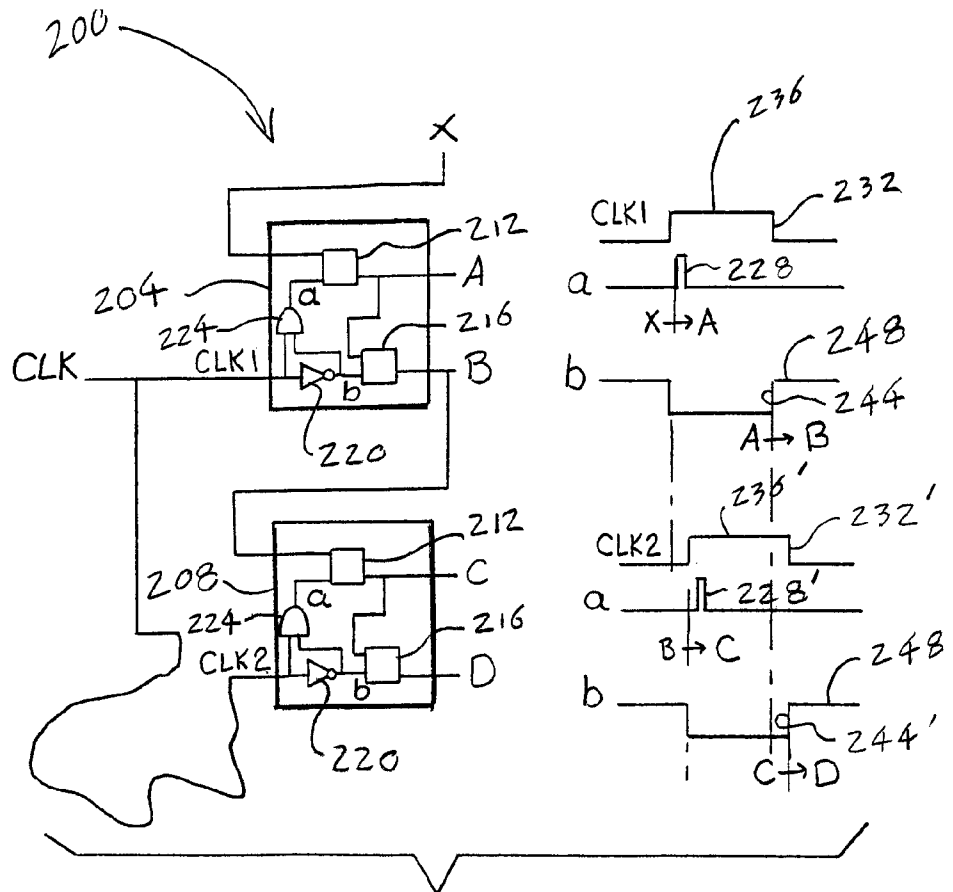 200
X
212
A
204
a
224
216
CLK
CLK1
B
b
220
212
C
208
a
224
216
CLK2
D
b
220
236
CLK1
232
a
228
X → A
b
248
244
A → B
236'
CLK2
232'
a
228'
B → C
b
248
244'
C → D